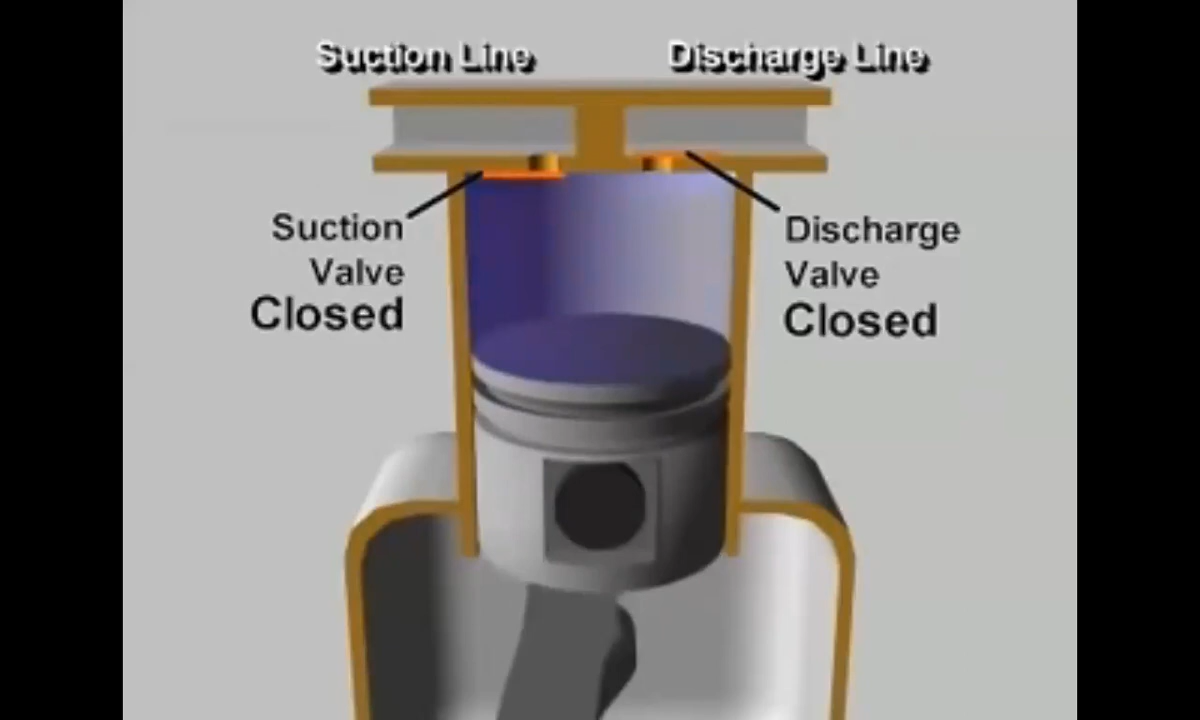 Suction Line
Discharge Line
Suction
Valve
Closed
Discharge
Valve
Closed